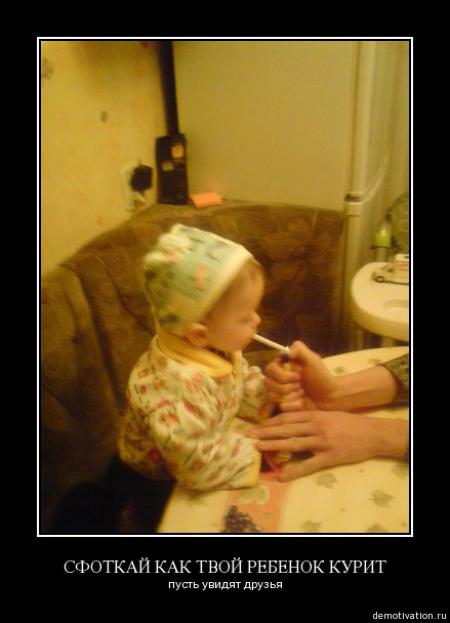 СФОТКАЙ КАК ТВОЙ РЕБЕНОК КУРИТ
пусть увидят друзья
demotivation.ru